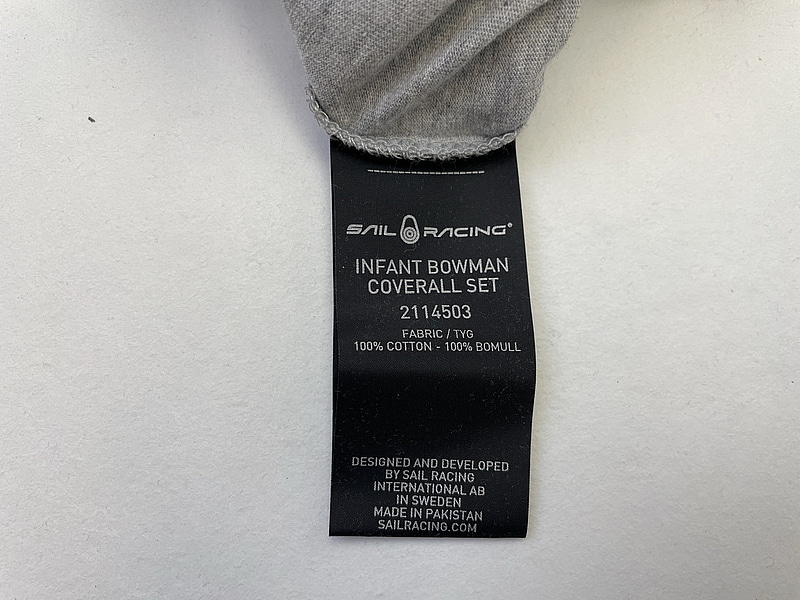 SAIL RACING®
INFANT BOWMAN
COVERALL SET
2114503
FABRIC / TYG
100% COTTON - 100% BOMULL
DESIGNED AND DEVELOPED
BY SAIL RACING
INTERNATIONAL AB
IN SWEDEN
MADE IN PAKISTAN
SAILRACING.COM